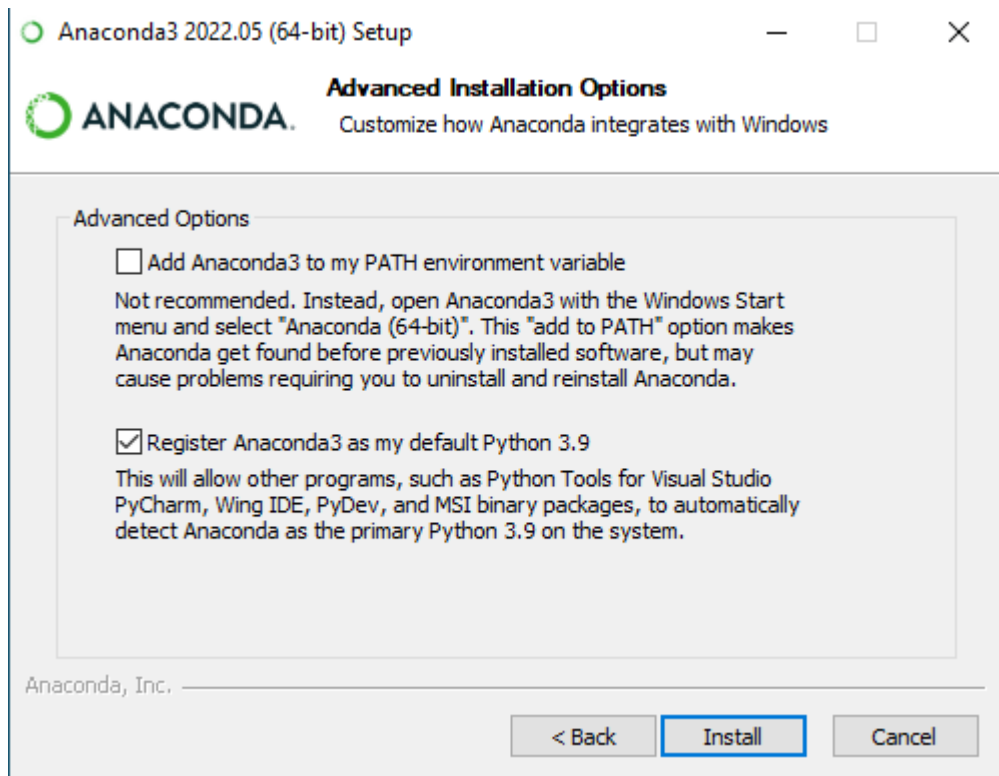 Anaconda3 2022.05 (64-bit) Setup
ANACONDA.
Advanced Installation Options
Customize how Anaconda integrates with Windows
Advanced Options
Add Anaconda3 to my PATH environment variable
Not recommended. Instead, open Anaconda3 with the Windows Start
menu and select "Anaconda (64-bit)". This "add to PATH" option makes
Anaconda get found before previously installed software, but may
cause problems requiring you to uninstall and reinstall Anaconda.
Register Anaconda3 as my default Python 3.9
This will allow other programs, such as Python Tools for Visual Studio
PyCharm, Wing IDE, PyDev, and MSI binary packages, to automatically
detect Anaconda as the primary Python 3.9 on the system.
Anaconda, Inc.
< Back
Install
Cancel